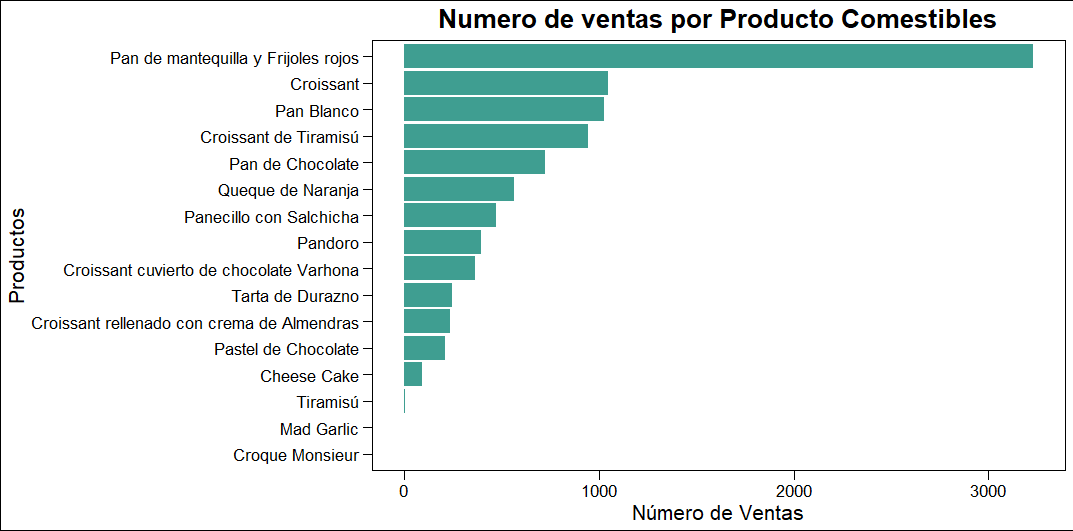 Numero de ventas por Producto Comestibles
Productos
Pan de mantequilla y Frijoles rojos
Croissant
Pan Blanco
Croissant de Tiramisú
Pan de Chocolate
Queque de Naranja
Panecillo con Salchicha
Pandoro
Croissant cuvierto de chocolate Varhona
Tarta de Durazno
Croissant rellenado con crema de Almendras
Pastel de Chocolate
Cheese Cake
Tiramisú
Mad Garlic
Croque Monsieur
0 1000 2000 3000
Número de Ventas